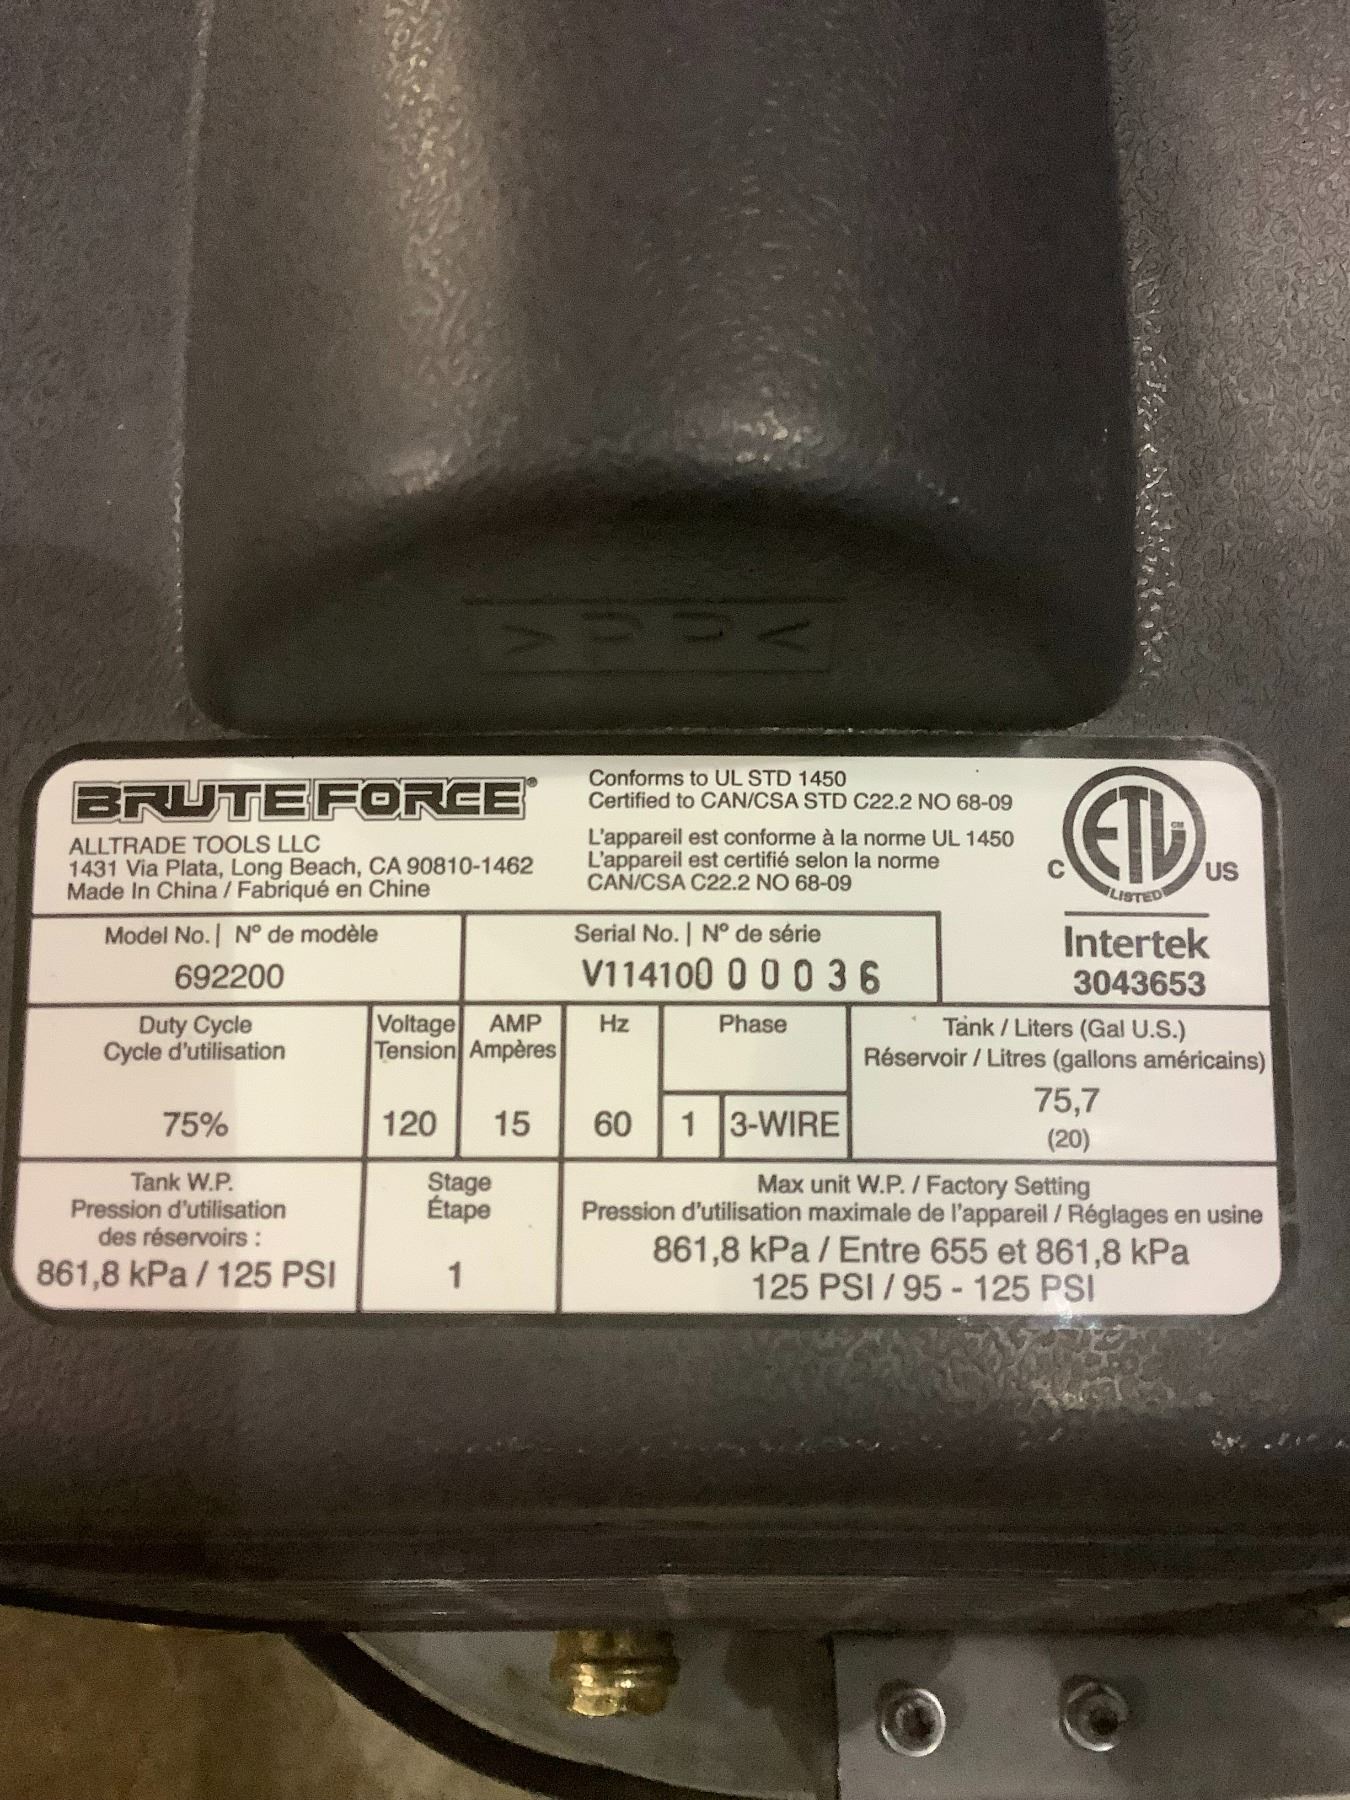 >PP<
BRUTE FORCE®
ALLTRADE TOOLS LLC
1431 Via Plata, Long Beach, CA 90810-1462
Made In China / Fabriqué en Chine
Conforms to UL STD 1450
Certified to CAN/CSA STD C22.2 NO 68-09
L'appareil est conforme à la norme UL 1450
L'appareil est certifié selon la norme
CAN/CSA C22.2 NO 68-09
C ETL CM US
LISTED
Intertek
3043653
Model No. | N° de modèle
692200
Serial No. | N° de série
V114100 0 0 0 3 6
Duty Cycle
Cycle d'utilisation
75%
Voltage
Tension
120
AMP
Ampères
15
Hz
60
Phase
1 3-WIRE
Tank / Liters (Gal U.S.)
Réservoir / Litres (gallons américains)
75,7
(20)
Tank W.P.
Pression d'utilisation
des réservoirs :
861,8 kPa / 125 PSI
Stage
Étape
1
Max unit W.P. / Factory Setting
Pression d'utilisation maximale de l'appareil / Réglages en usine
861,8 kPa / Entre 655 et 861,8 kPa
125 PSI / 95 - 125 PSI